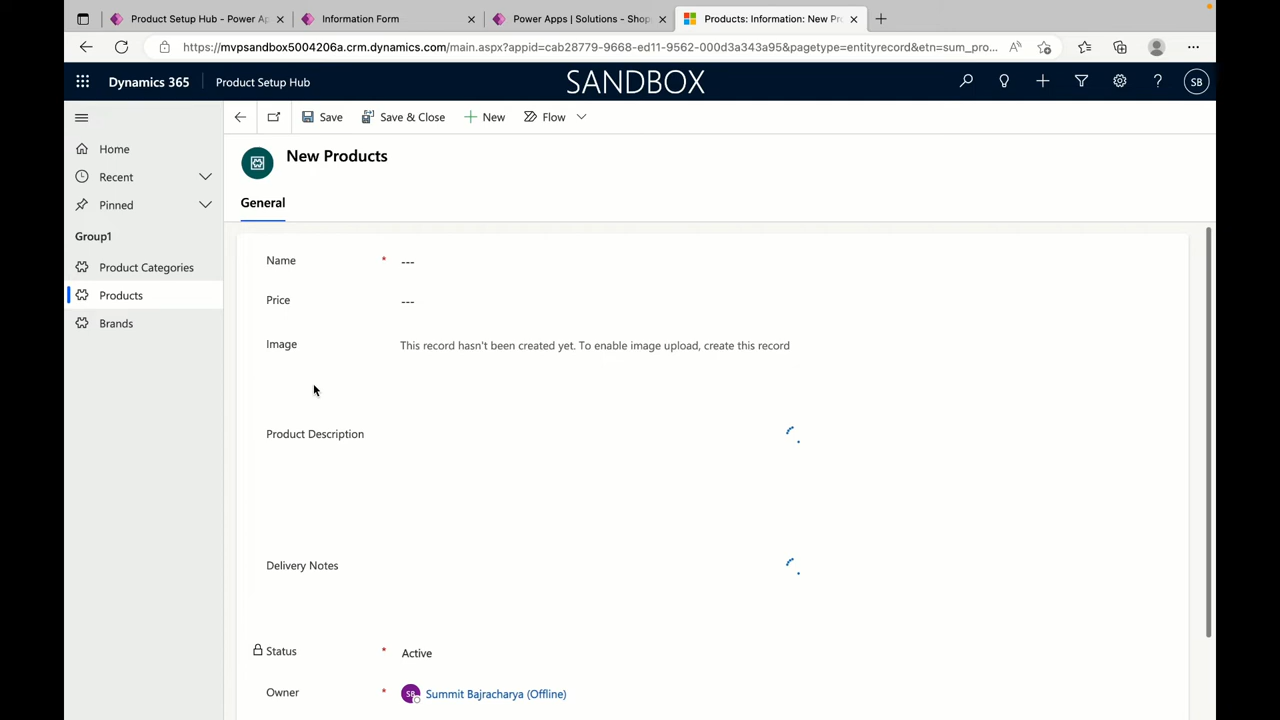 Product Setup Hub - Power Ap
Information Form
Power Apps | Solutions - Shop
Products: Information: New Pr
https://mvpsandbox5004206a.crm.dynamics.com/main.aspx?appid=cab28779-9668-ed11-9562-000d3a343a95&pagetype=entityrecord&etn=sum_pro...
Dynamics 365
Product Setup Hub
SANDBOX
SB
Save
Save & Close
New
Flow
Home
Recent
Pinned
Group1
Product Categories
Products
Brands
New Products
General
Name * ---
Price ---
Image This record hasn't been created yet. To enable image upload, create this record
Product Description
Delivery Notes
Status * Active
Owner * SB Summit Bajracharya (Offline)